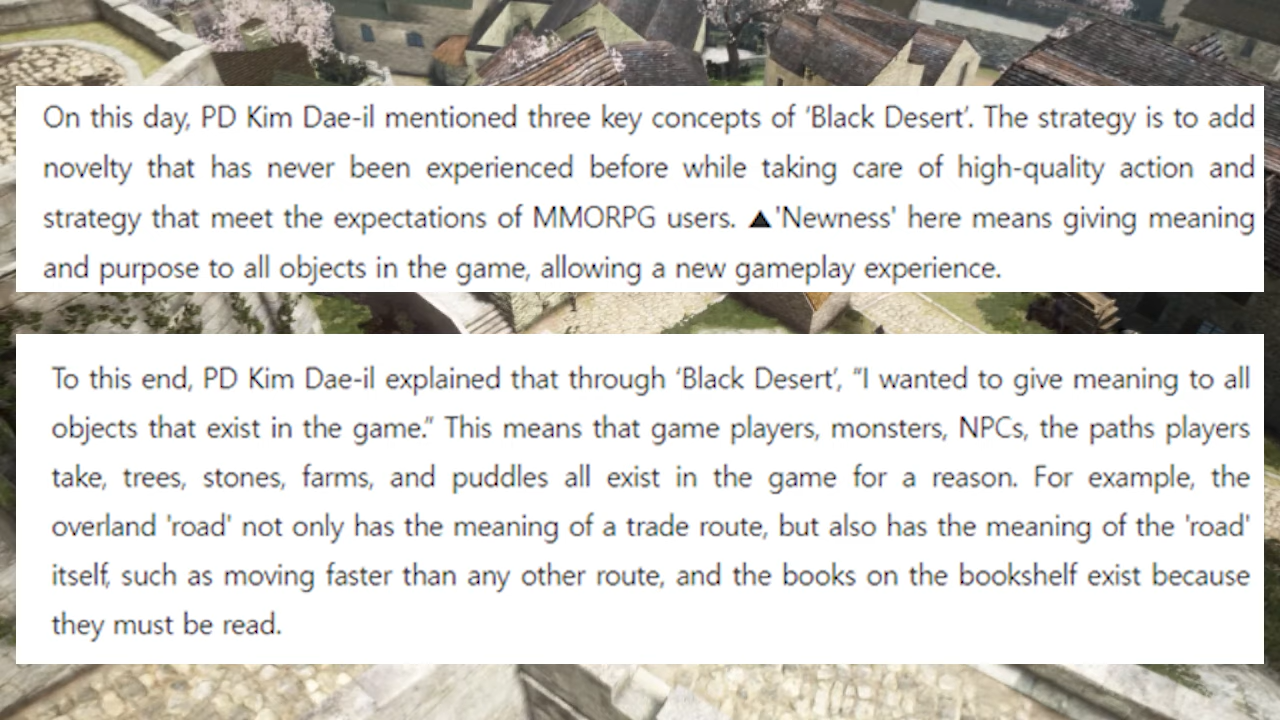 On this day, PD Kim Dae-il mentioned three key concepts of ‘Black Desert’. The strategy is to add
novelty that has never been experienced before while taking care of high-quality action and
strategy that meet the expectations of MMORPG users. ▲'Newness' here means giving meaning
and purpose to all objects in the game, allowing a new gameplay experience.
To this end, PD Kim Dae-il explained that through ‘Black Desert’, “I wanted to give meaning to all
objects that exist in the game.” This means that game players, monsters, NPCs, the paths players
take, trees, stones, farms, and puddles all exist in the game for a reason. For example, the
overland 'road' not only has the meaning of a trade route, but also has the meaning of the 'road'
itself, such as moving faster than any other route, and the books on the bookshelf exist because
they must be read.